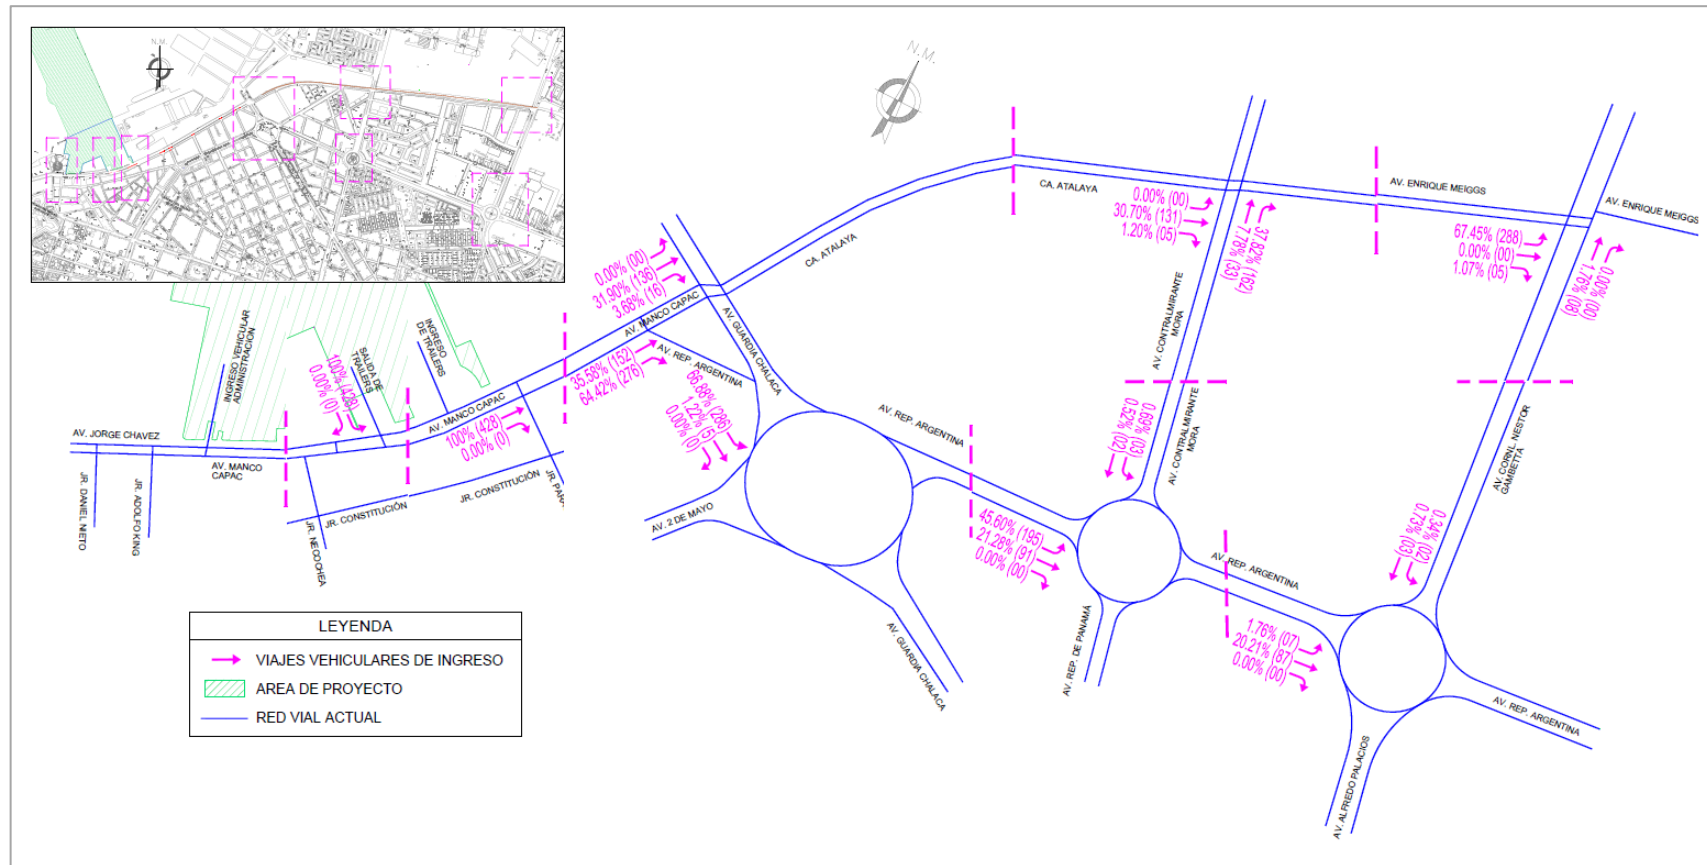 N.M.
N.M.
CA. ATALAYA
AV. ENRIQUE MEIGGS
AV. ENRIQUE MEIGGS
0.00% (00)
30.70% (131)
1.20% (05)
37.82% (162)
7.78% (33)
67.45% (288)
0.00% (00)
1.07% (05)
0.00% (00)
1.76% (08)
CA. ATALAYA
0.00% (00)
31.90% (136)
3.68% (16)
AV. MANCO CAPAC
AV. GUARDIA CHALACA
AV. REP. ARGENTINA
AV. CONTRALMIRANTE
MORA
INGRESO VEHICULAR
ADMINISTRACION
SALIDA DE
TRAILERS
INGRESO
DE TRAILERS
100% (428)
0.00% (0)
35.58% (152)
64.42% (276)
66.88% (286)
1.22% (5)
0.00% (0)
AV. MANCO CAPAC
100% (428)
0.00% (0)
AV. REP. ARGENTINA
0.69% (03)
0.52% (02)
AV. CONTRALMIRANTE
MORA
AV. CORNL. NESTOR
GAMBETTA
AV. JORGE CHAVEZ
AV. MANCO
CAPAC
JR. DANIEL NIETO
JR. ADOLFO KING
JR. NECOCHEA
JR. CONSTITUCIÓN
JR. CONSTITUCIÓN
AV. 2 DE MAYO
45.60% (195)
21.28% (91)
0.00% (00)
0.34% (02)
0.73% (03)
AV. REP. ARGENTINA
AV. GUARDIA CHALACA
AV. REP. DE PANAMÁ
1.76% (07)
20.21% (87)
0.00% (00)
AV. REP. ARGENTINA
AV. ALFREDO PALACIOS
LEYENDA
VIAJES VEHICULARES DE INGRESO
AREA DE PROYECTO
RED VIAL ACTUAL